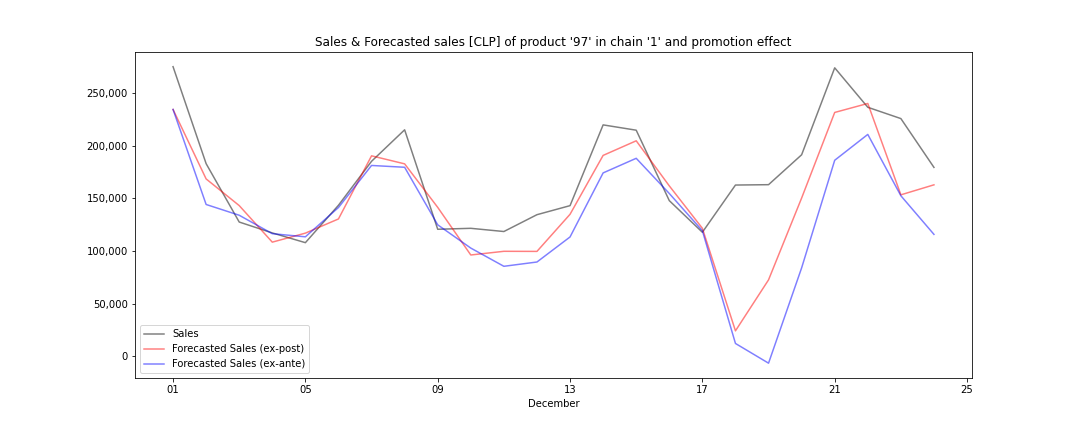 Sales & Forecasted sales [CLP] of product '97' in chain '1' and promotion effect
250,000
200,000
150,000
100,000
50,000
0
Sales
Forecasted Sales (ex-post)
Forecasted Sales (ex-ante)
01 05 09 13 17 21 25
December